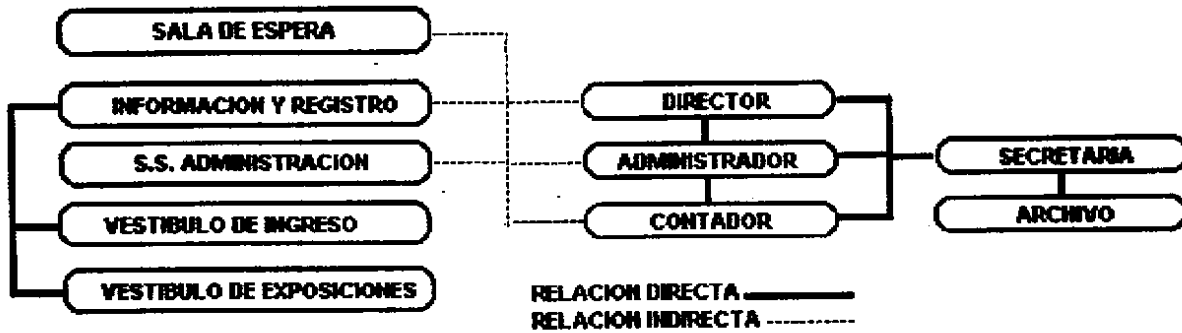 SALA DE ESPERA
INFORMACION Y REGISTRO
S.S. ADMINISTRACION
VESTIBULO DE INGRESO
VESTIBULO DE EXPOSICIONES
DIRECTOR
ADMINISTRADOR
CONTADOR
SECRETARIA
ARCHIVO
RELACION DIRECTA
RELACION INDIRECTA